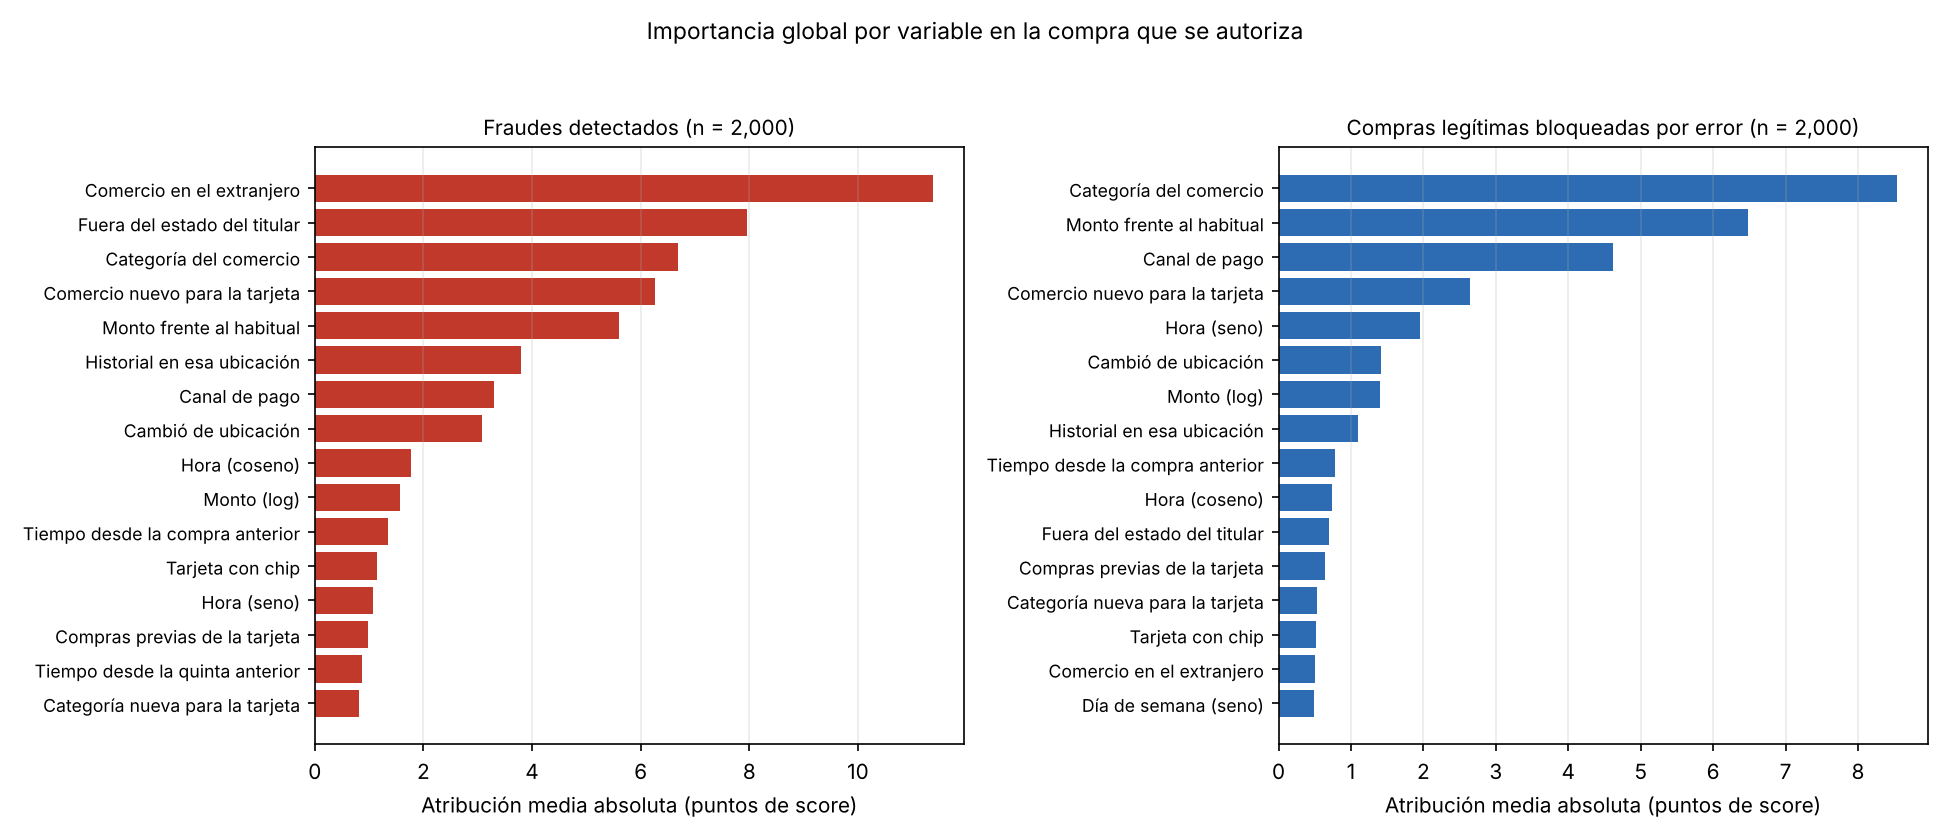 Importancia global por variable en la compra que se autoriza
Fraudes detectados (n = 2,000)
Comercio en el extranjero
Fuera del estado del titular
Categoría del comercio
Comercio nuevo para la tarjeta
Monto frente al habitual
Historial en esa ubicación
Canal de pago
Cambió de ubicación
Hora (coseno)
Monto (log)
Tiempo desde la compra anterior
Tarjeta con chip
Hora (seno)
Compras previas de la tarjeta
Tiempo desde la quinta anterior
Categoría nueva para la tarjeta
0 2 4 6 8 10
Atribución media absoluta (puntos de score)
Compras legítimas bloqueadas por error (n = 2,000)
Categoría del comercio
Monto frente al habitual
Canal de pago
Comercio nuevo para la tarjeta
Hora (seno)
Cambió de ubicación
Monto (log)
Historial en esa ubicación
Tiempo desde la compra anterior
Hora (coseno)
Fuera del estado del titular
Compras previas de la tarjeta
Categoría nueva para la tarjeta
Tarjeta con chip
Comercio en el extranjero
Día de semana (seno)
0 1 2 3 4 5 6 7 8
Atribución media absoluta (puntos de score)